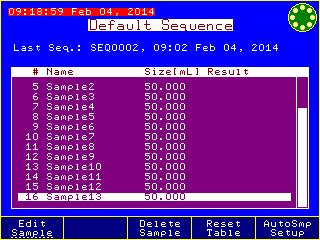 09:18:59 Feb 04, 2014
Default Sequence
Last Seq.: SEQ0002, 09:02 Feb 04, 2014
# Name Size[mL] Result
5 Sample2 50.000
6 Sample3 50.000
7 Sample4 50.000
8 Sample5 50.000
9 Sample6 50.000
10 Sample7 50.000
11 Sample8 50.000
12 Sample9 50.000
13 Sample10 50.000
14 Sample11 50.000
15 Sample12 50.000
16 Sample13 50.000
Edit Sample
Delete Sample
Reset Table
AutoSmp Setup